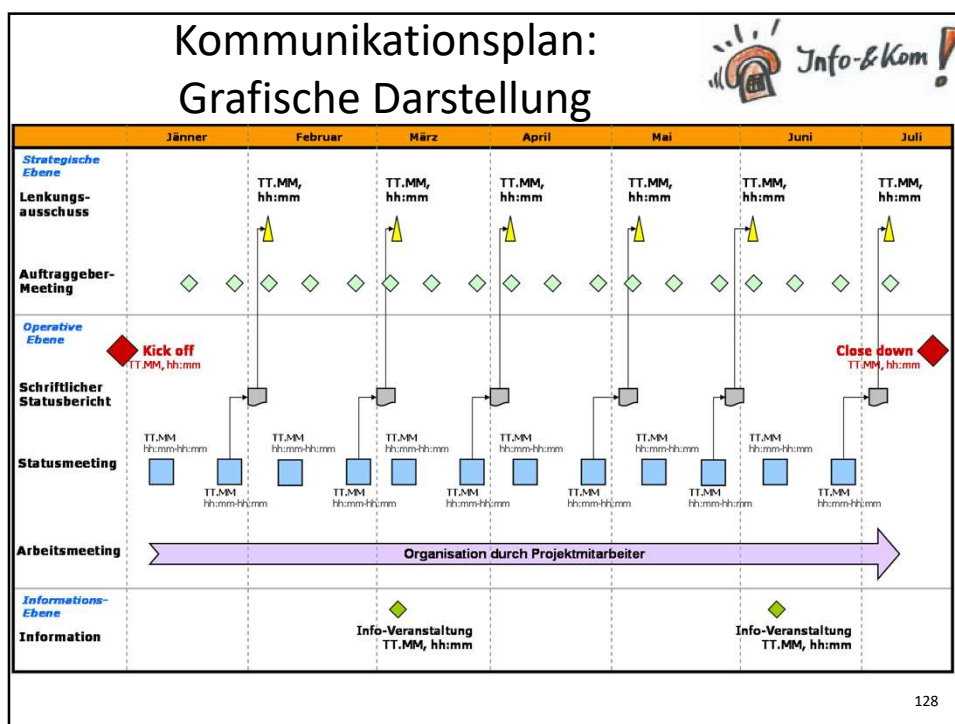 Kommunikationsplan:
Grafische Darstellung
Info-&Kom!
Jänner Februar März April Mai Juni Juli
Strategische
Ebene
Lenkungs-
ausschuss
TT.MM, TT.MM, TT.MM, TT.MM, TT.MM, TT.MM,
hh:mm hh:mm hh:mm hh:mm hh:mm hh:mm
Auftraggeber-
Meeting
Operative
Ebene
Kick off
TT.MM, hh:mm
Close down
TT.MM, hh:mm
Schriftlicher
Statusbericht
TT.MM TT.MM TT.MM TT.MM TT.MM TT.MM
hh:mm-hh:mm hh:mm-hh:mm hh:mm-hh:mm hh:mm-hh:mm hh:mm-hh:mm hh:mm-hh:mm
Statusmeeting
TT.MM TT.MM TT.MM TT.MM TT.MM TT.MM
hh:mm-hh:mm hh:mm-hh:mm hh:mm-hh:mm hh:mm-hh:mm hh:mm-hh:mm hh:mm-hh:mm
Arbeitsmeeting
Organisation durch Projektmitarbeiter
Informations-
Ebene
Information
Info-Veranstaltung
TT.MM, hh:mm
Info-Veranstaltung
TT.MM, hh:mm
128